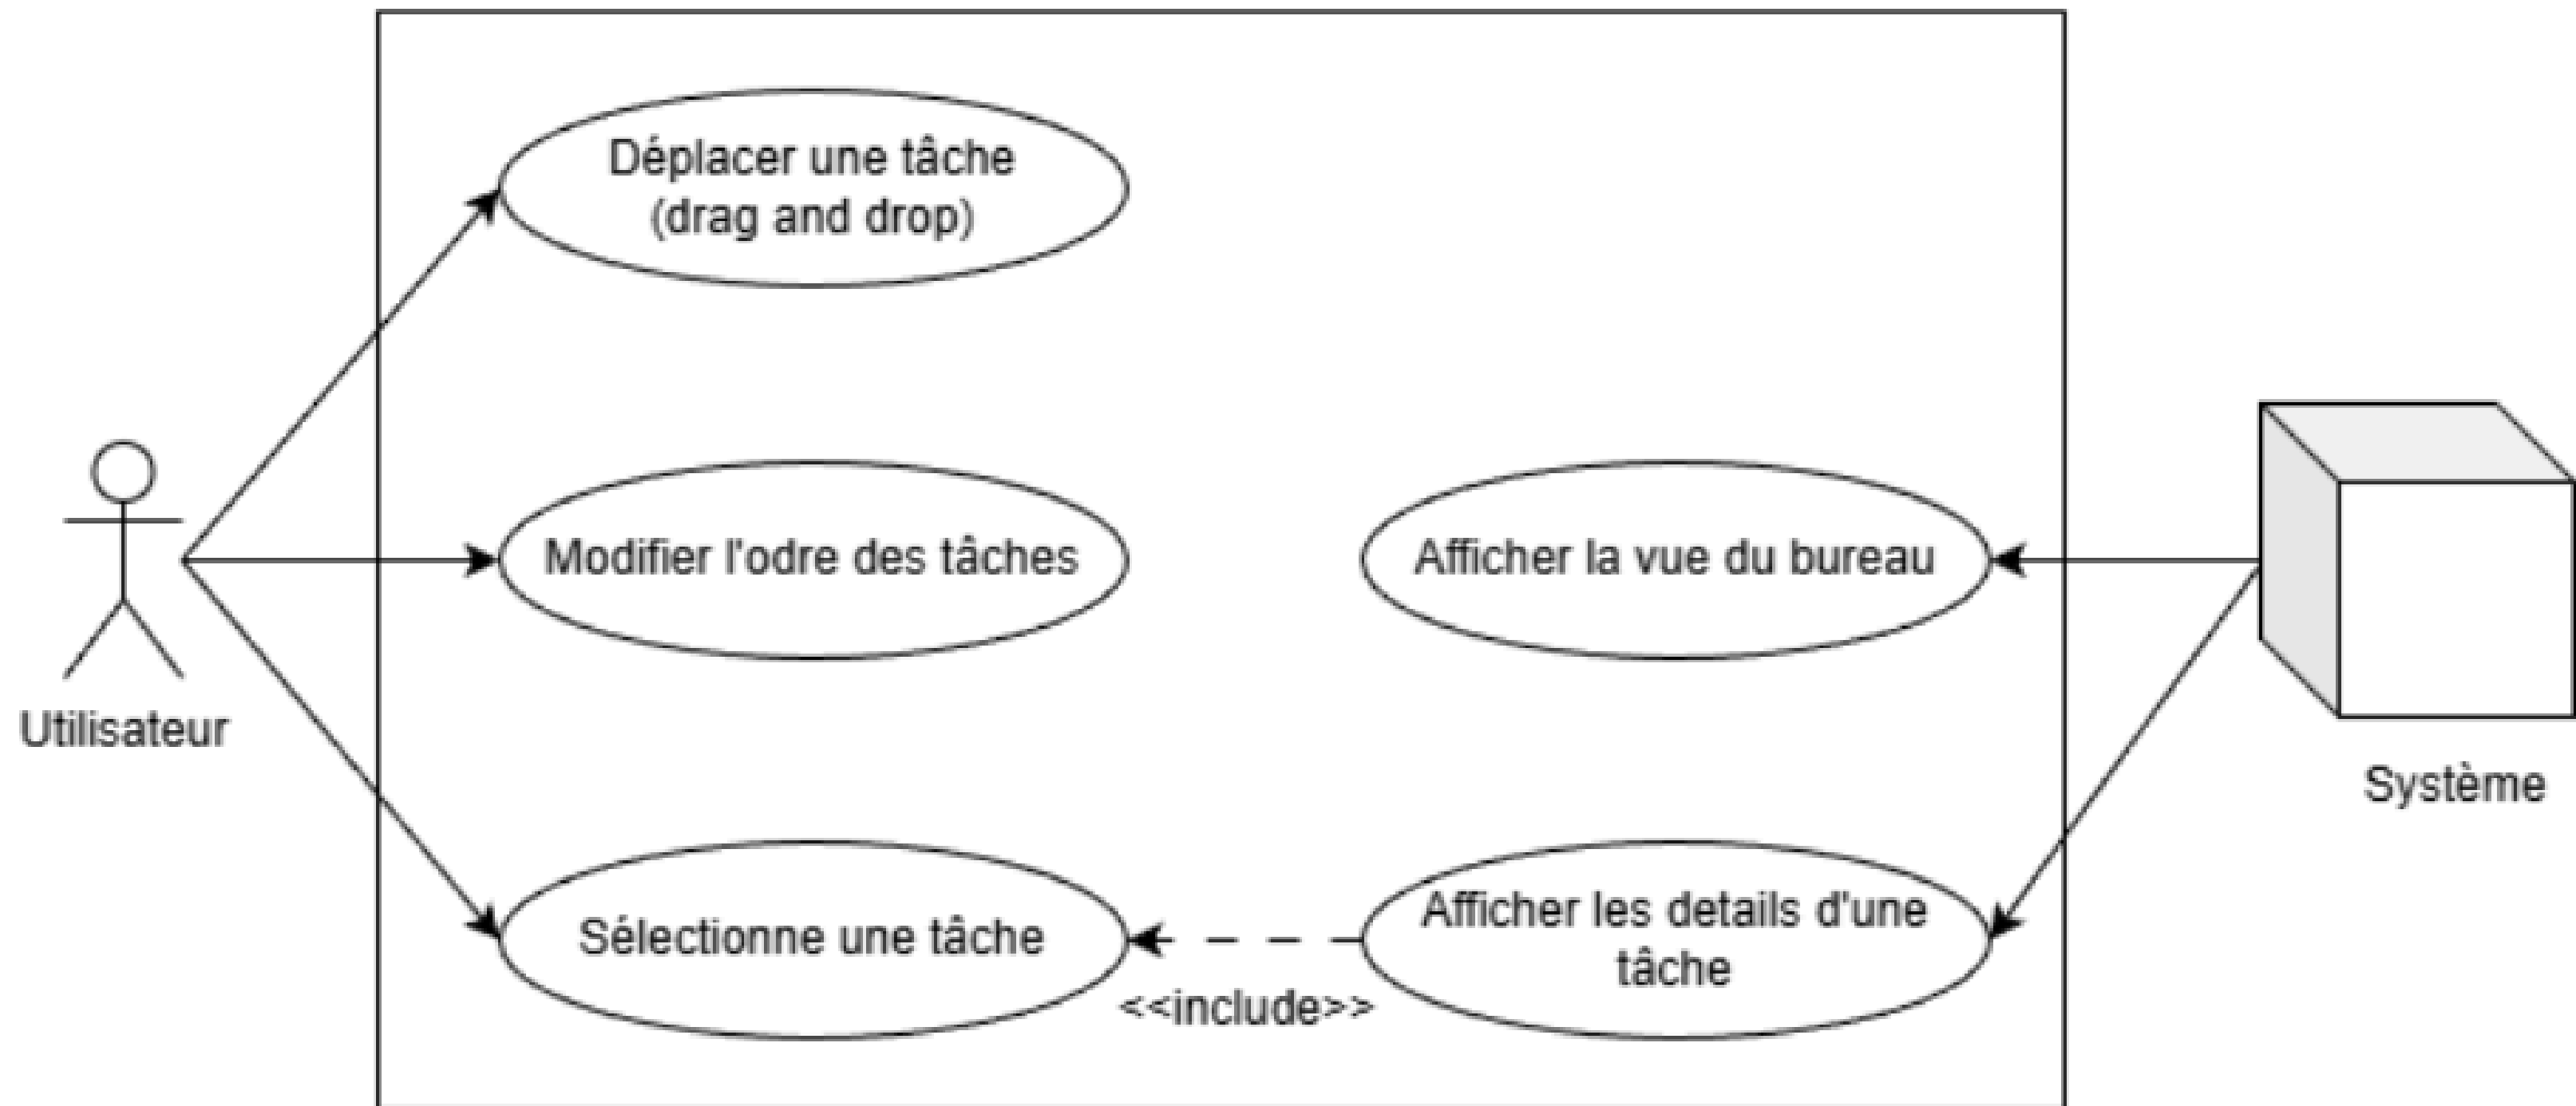 Déplacer une tâche
(drag and drop)
Modifier l'odre des tâches
Afficher la vue du bureau
Utilisateur
Système
Sélectionne une tâche
Afficher les details d'une
tâche
<<include>>